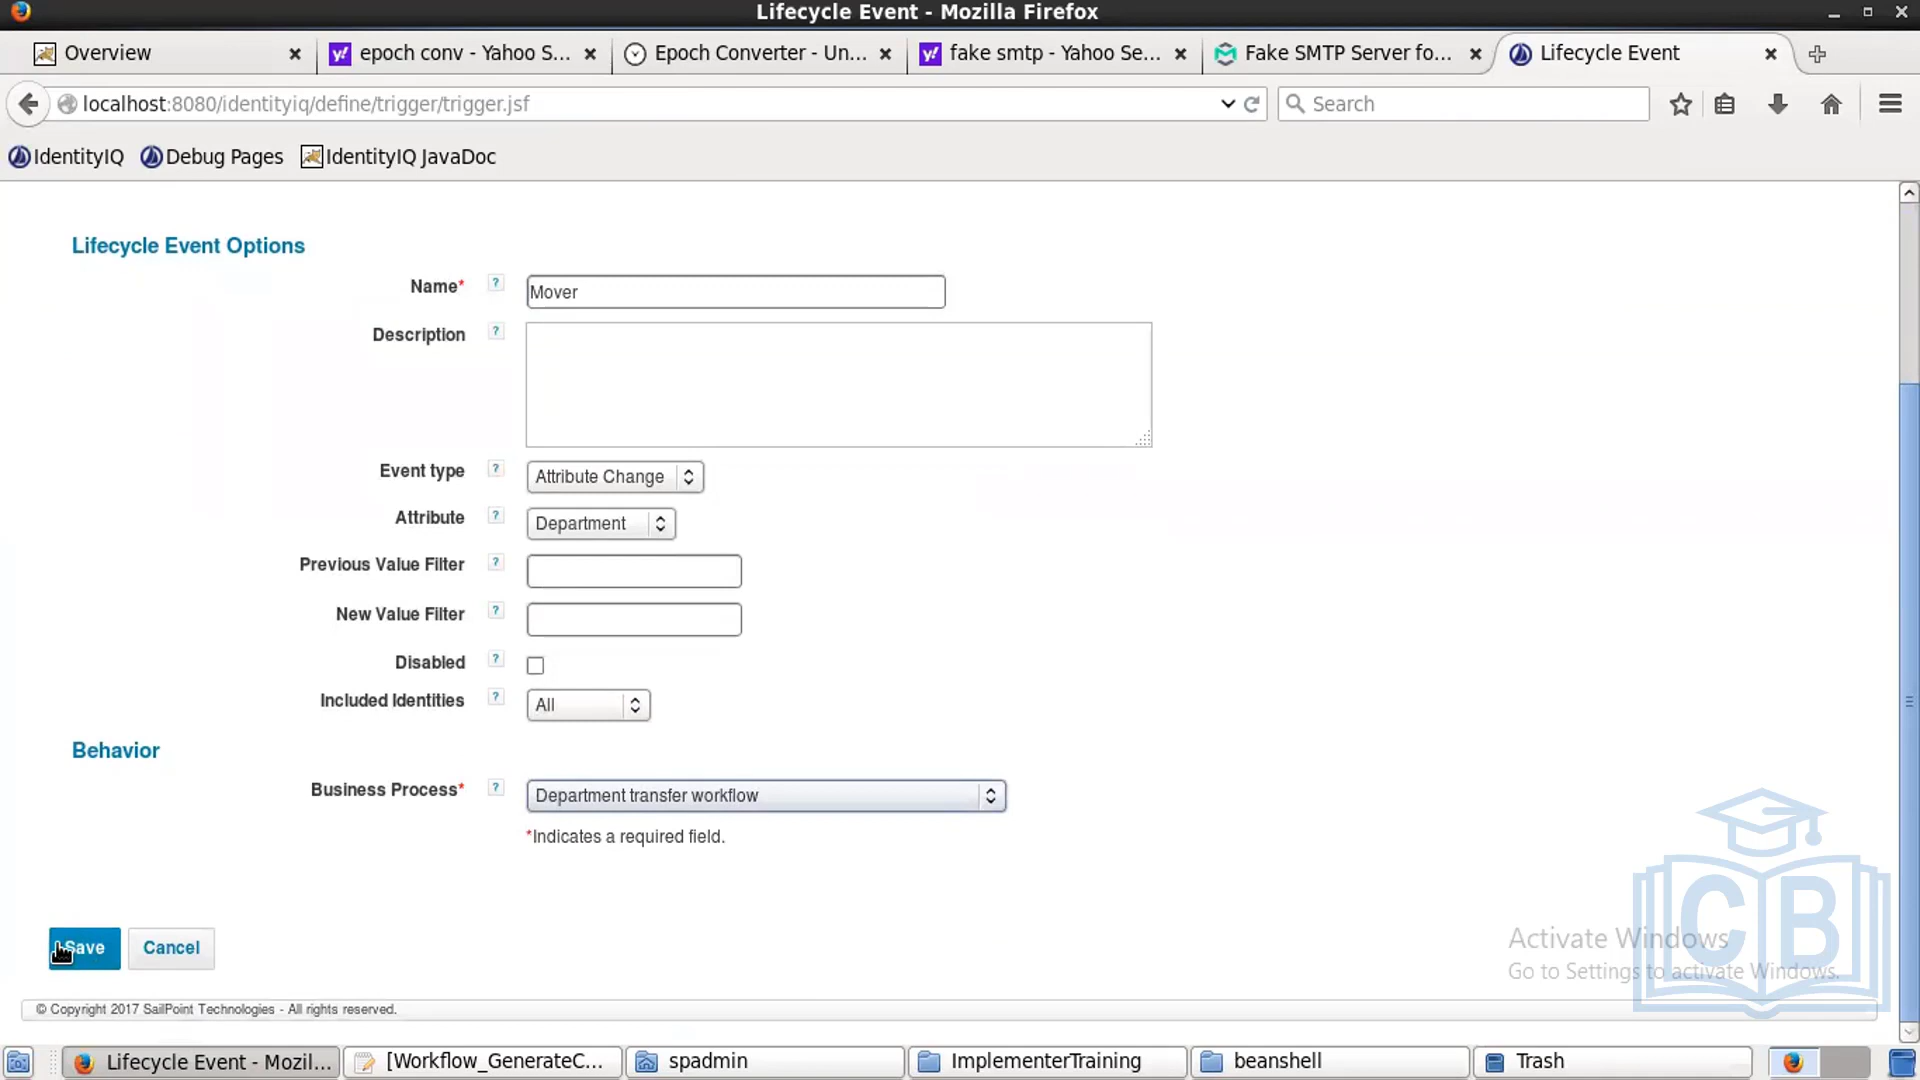 Lifecycle Event - Mozilla Firefox
Overview
epoch conv - Yahoo S...
Epoch Converter - Un...
fake smtp - Yahoo Se...
Fake SMTP Server fo...
Lifecycle Event
localhost:8080/identityiq/define/trigger/trigger.jsf
Search
IdentityIQ
Debug Pages
IdentityIQ JavaDoc
Lifecycle Event Options
Name* ? Mover
Description ?
Event type ? Attribute Change
Attribute ? Department
Previous Value Filter ?
New Value Filter ?
Disabled ?
Included Identities ? All
Behavior
Business Process* ? Department transfer workflow
*Indicates a required field.
Save
Cancel
CB
Activate Windows
Go to Settings to activate Windows.
© Copyright 2017 SailPoint Technologies - All rights reserved.
Lifecycle Event - Mozil...
[Workflow_GenerateC...
spadmin
ImplementerTraining
beanshell
Trash